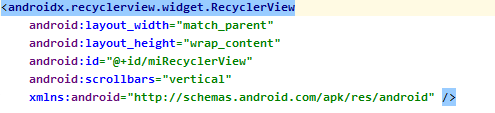 <androidx.recyclerview.widget.RecyclerView
android:layout_width="match_parent"
android:layout_height="wrap_content"
android:id="@+id/miRecyclerView"
android:scrollbars="vertical"
xmlns:android="http://schemas.android.com/apk/res/android" />